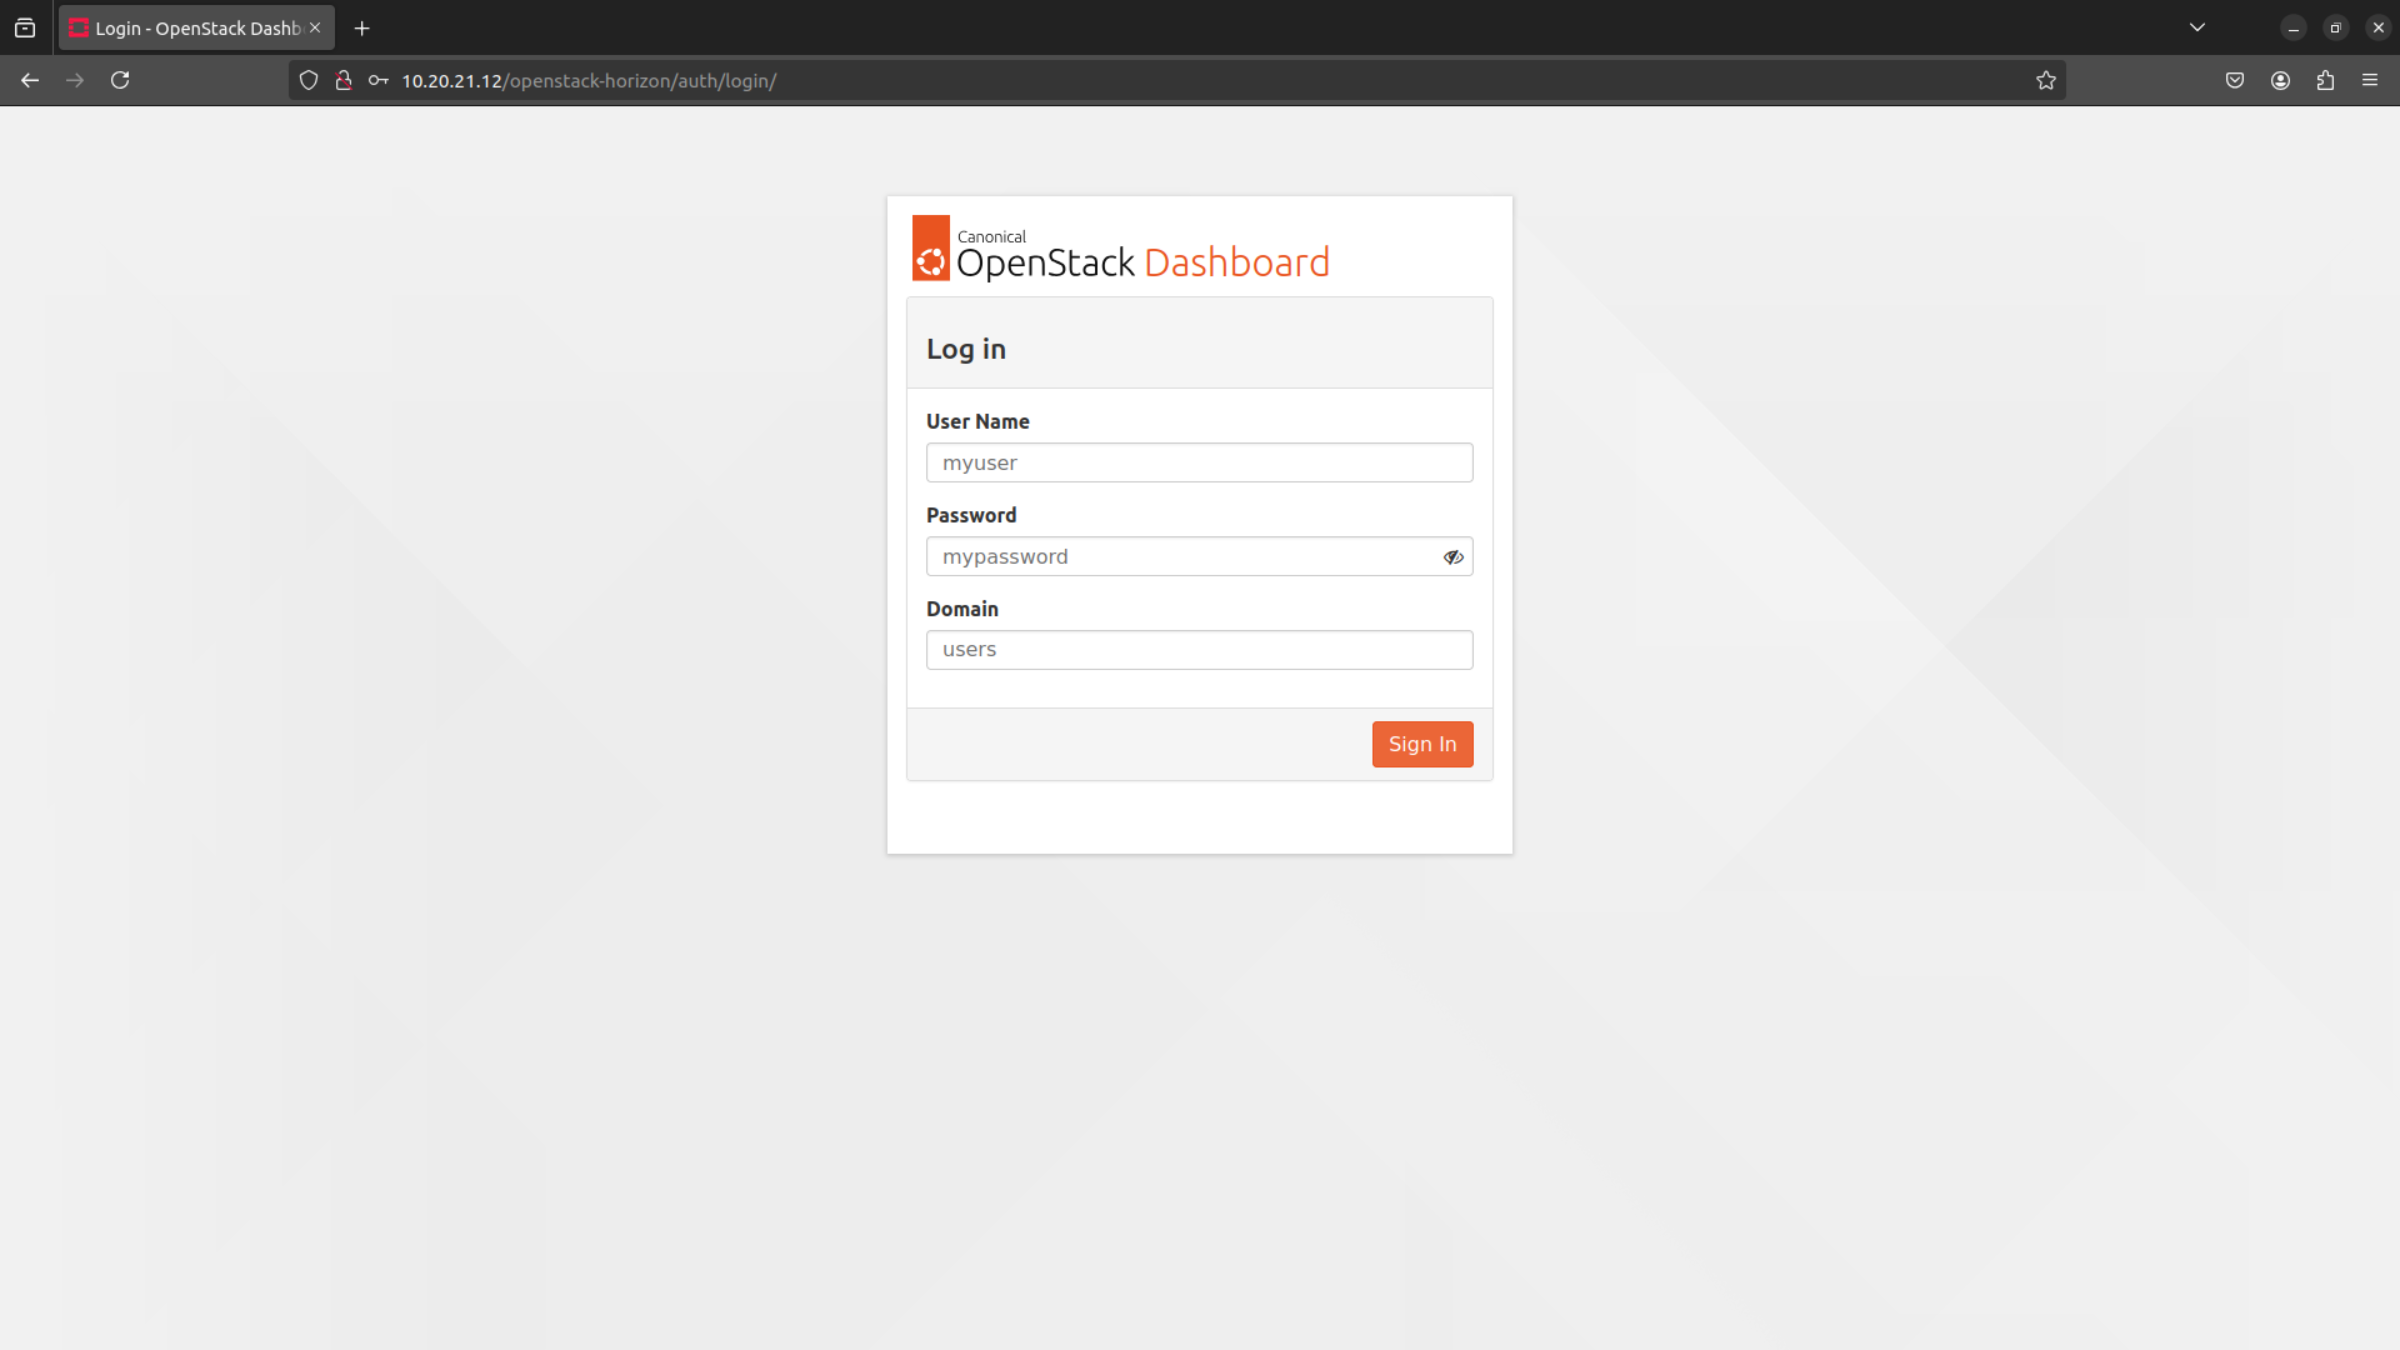 Login - OpenStack Dashb
10.20.21.12/openstack-horizon/auth/login/
Canonical
OpenStack Dashboard
Log in
User Name
myuser
Password
mypassword
Domain
users
Sign In